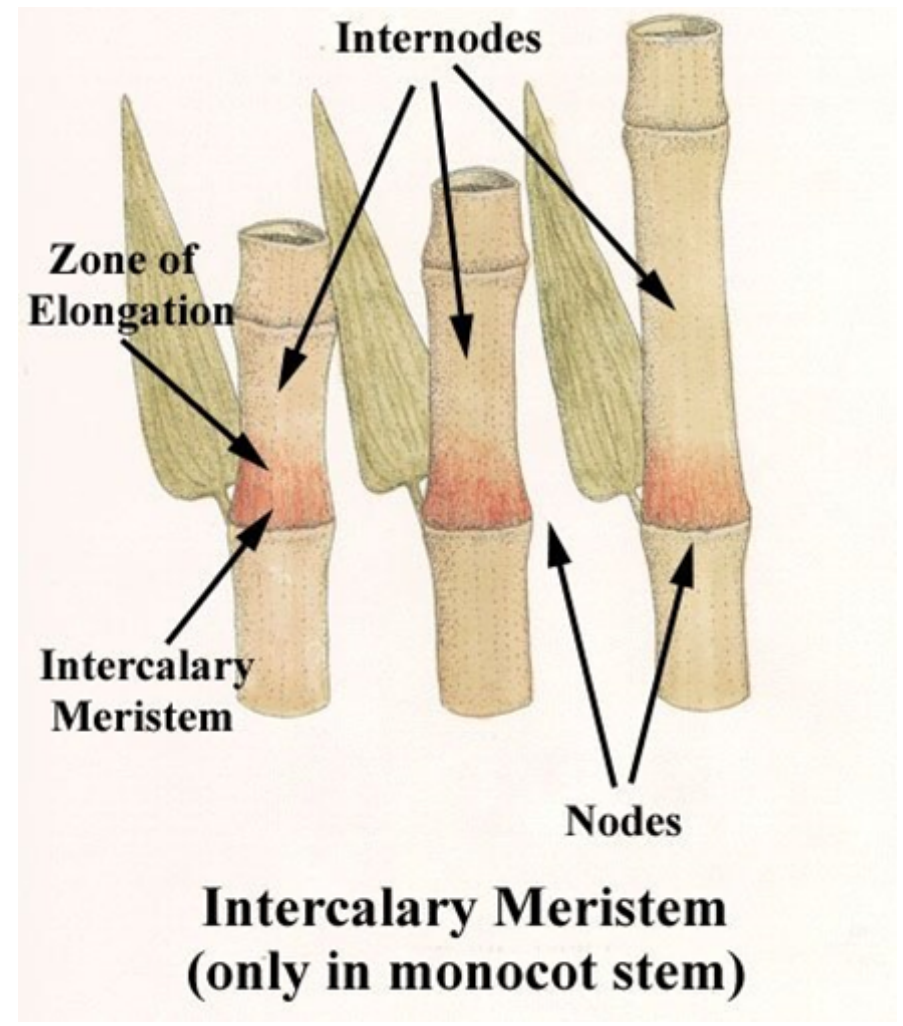 Internodes
Zone of
Elongation
Intercalary
Meristem
Nodes
Intercalary Meristem
(only in monocot stem)